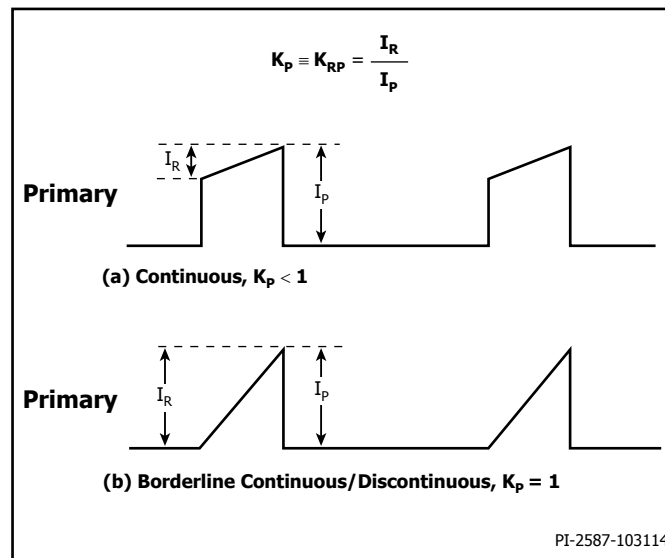 K_P ≡ K_RP = I_R / I_P
I_R
Primary
I_P
(a) Continuous, K_P < 1
I_R
Primary
I_P
(b) Borderline Continuous/Discontinuous, K_P = 1
PI-2587-103114